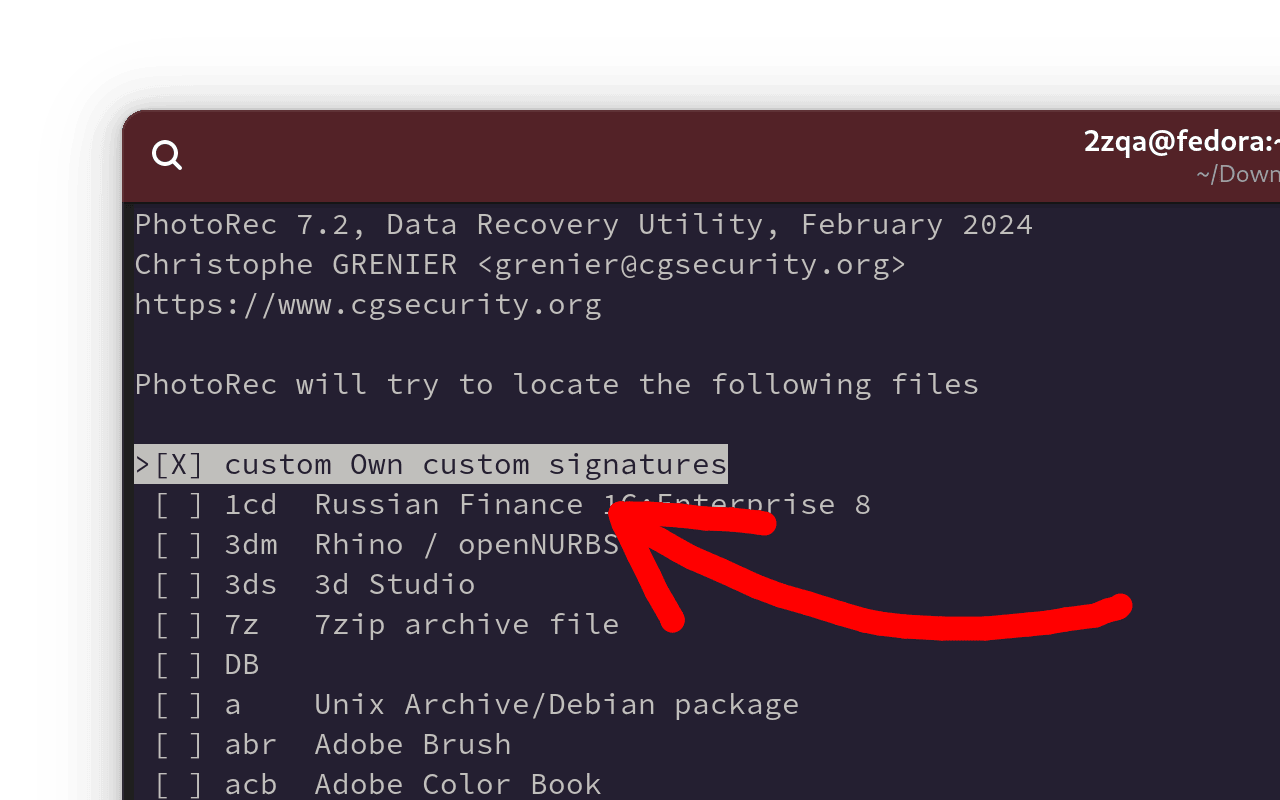 2zqa@fedora:~
~/Down
PhotoRec 7.2, Data Recovery Utility, February 2024
Christophe GRENIER <grenier@cgsecurity.org>
https://www.cgsecurity.org
PhotoRec will try to locate the following files
>[X] custom Own custom signatures
[ ] 1cd Russian Finance 1C:Enterprise 8
[ ] 3dm Rhino / openNURBS
[ ] 3ds 3d Studio
[ ] 7z 7zip archive file
[ ] DB
[ ] a Unix Archive/Debian package
[ ] abr Adobe Brush
[ ] acb Adobe Color Book